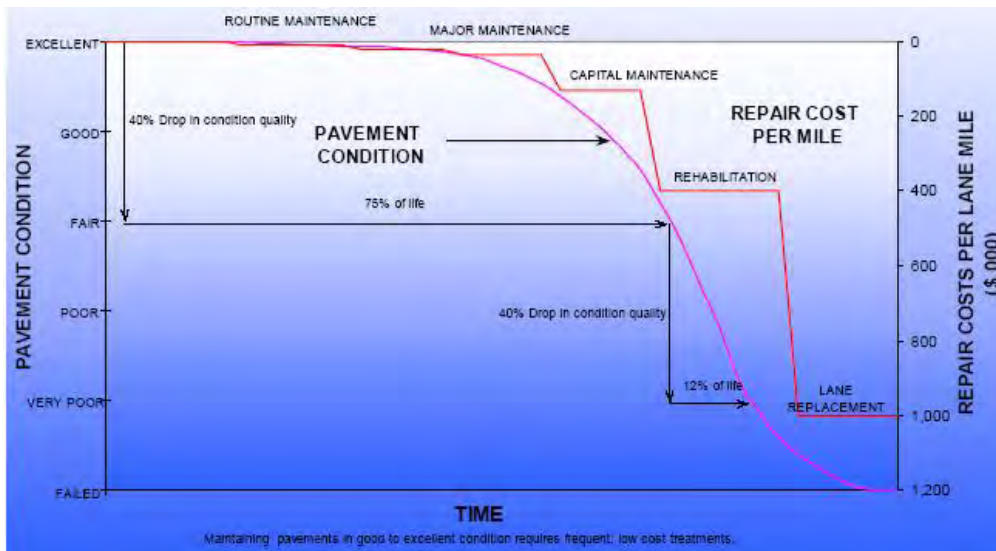 ROUTINE MAINTENANCE
MAJOR MAINTENANCE
EXCELLENT
0
CAPITAL MAINTENANCE
40% Drop in condition quality
200
GOOD
PAVEMENT
CONDITION
REPAIR COST
PER MILE
REHABILITATION
400
75% of life
FAIR
PAVEMENT CONDITION
600
REPAIR COSTS PER LANE MILE
($,000)
POOR
40% Drop in condition quality
800
12% of life
VERY POOR
LANE
REPLACEMENT
1,000
FAILED
1,200
TIME
Maintaining pavements in good to excellent condition requires frequent, low cost treatments.